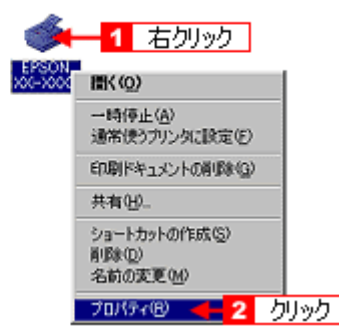 1 右クリック
EPSON
XX-XXXX
開く(O)
一時停止(A)
通常使うプリンタに設定(F)
印刷ドキュメントの削除(G)
共有(H)...
ショートカットの作成(S)
削除(D)
名前の変更(M)
プロパティ(R) 2 クリック